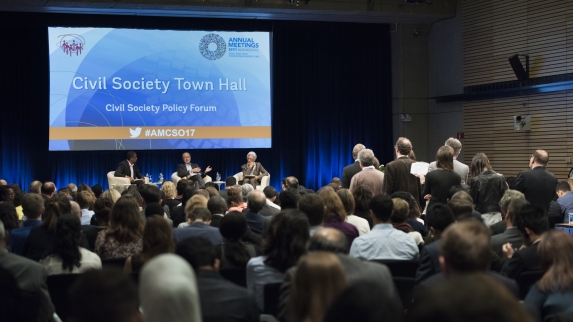 ANNUAL
MEETINGS
Civil Society Town Hall
Civil Society Policy Forum
#AMCSO17